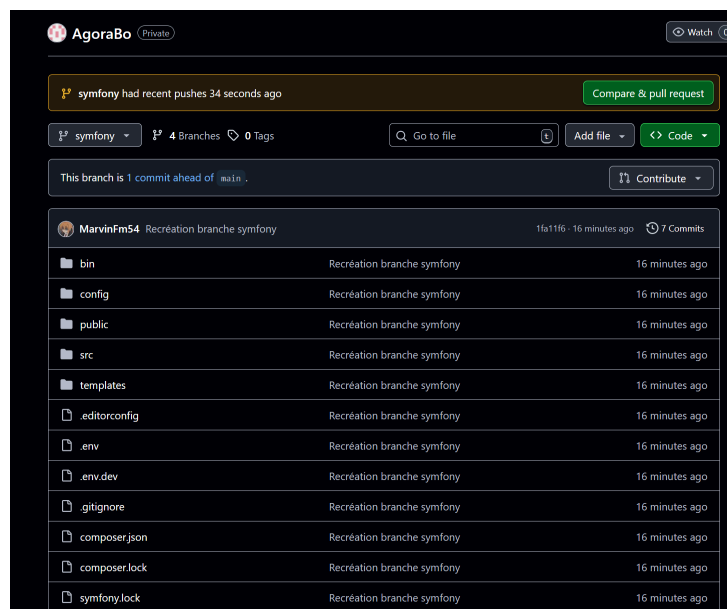 AgoraBo Private Watch
symfony had recent pushes 34 seconds ago Compare & pull request
symfony 4 Branches 0 Tags Go to file t Add file Code
This branch is 1 commit ahead of main . Contribute
MarvinFm54 Recréation branche symfony 1fa11f6 · 16 minutes ago 7 Commits
bin Recréation branche symfony 16 minutes ago
config Recréation branche symfony 16 minutes ago
public Recréation branche symfony 16 minutes ago
src Recréation branche symfony 16 minutes ago
templates Recréation branche symfony 16 minutes ago
.editorconfig Recréation branche symfony 16 minutes ago
.env Recréation branche symfony 16 minutes ago
.env.dev Recréation branche symfony 16 minutes ago
.gitignore Recréation branche symfony 16 minutes ago
composer.json Recréation branche symfony 16 minutes ago
composer.lock Recréation branche symfony 16 minutes ago
symfony.lock Recréation branche symfony 16 minutes ago